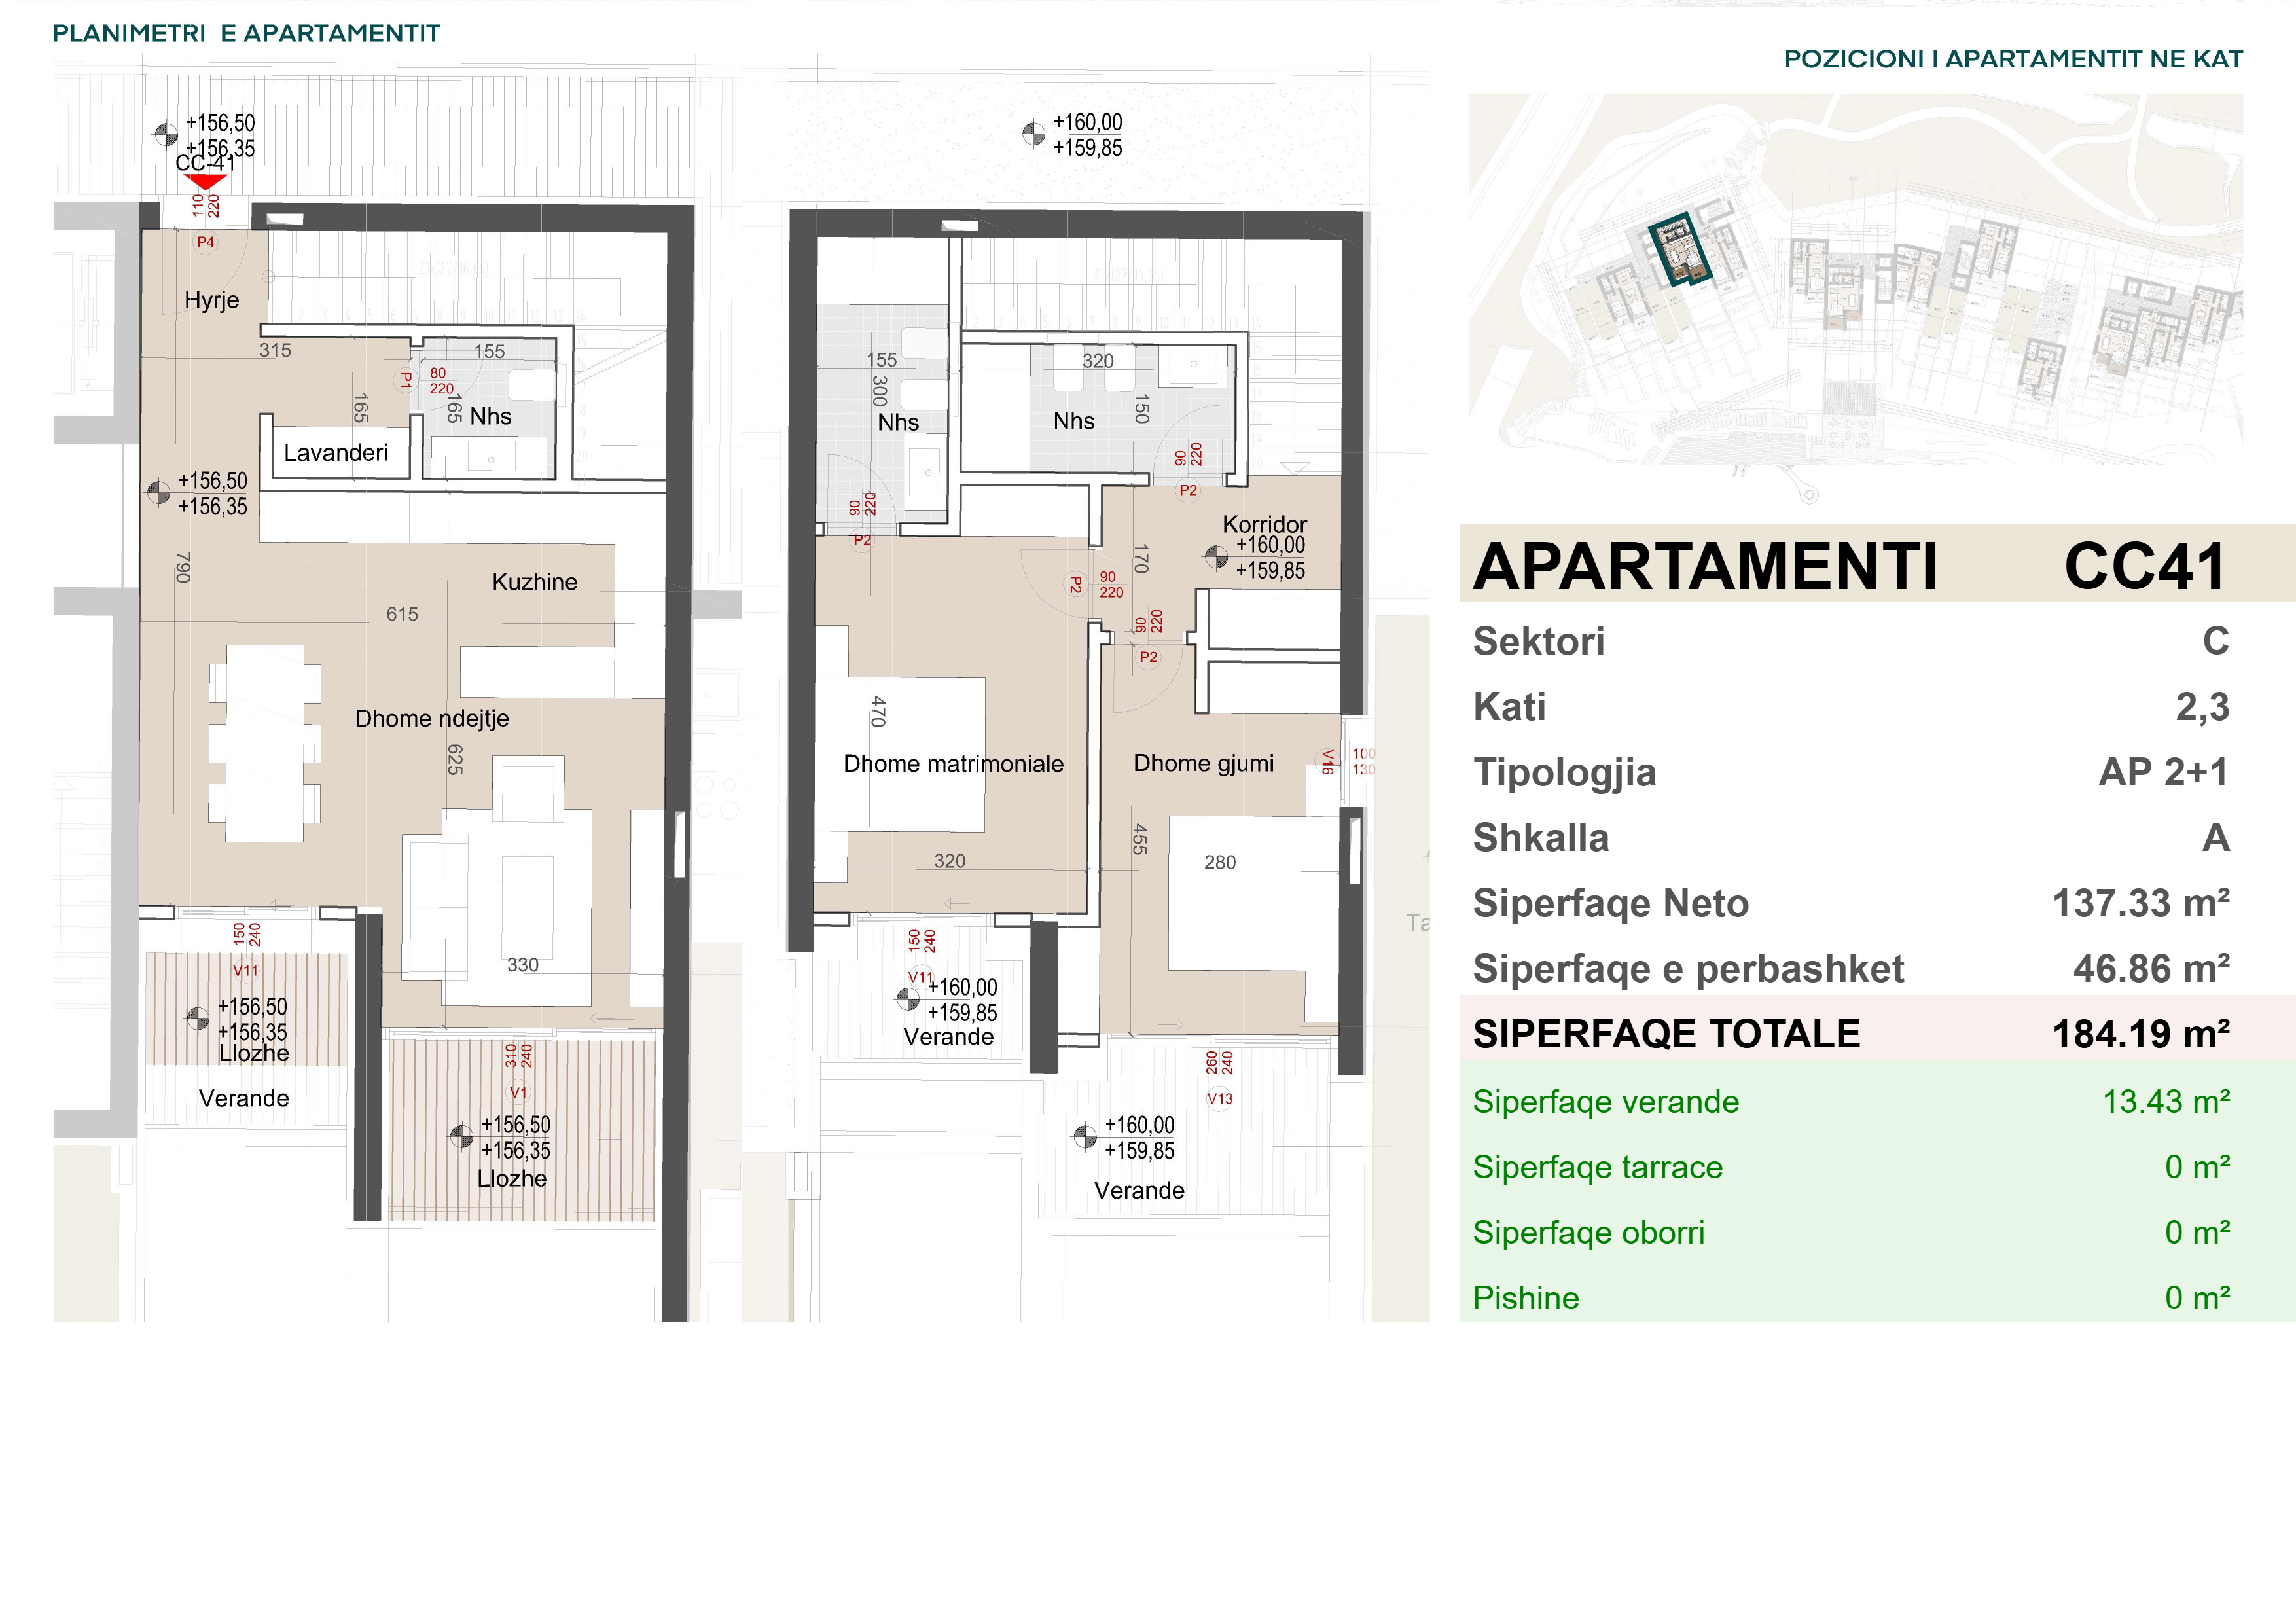 PLANIMETRI E APARTAMENTIT
POZICIONI I APARTAMENTIT NE KAT
+156,50
+156,35
CC-41
110
220
P4
Hyrje
315
155
P1
80
220
165
165
Nhs
Lavanderi
+156,50
+156,35
790
Kuzhine
615
Dhome ndejtje
625
330
150
240
V11
+156,50
+156,35
Llozhe
Verande
310
240
V1
+156,50
+156,35
Llozhe
+160,00
+159,85
155
300
Nhs
320
150
Nhs
90
220
P2
90
220
P2
Korridor
+160,00
+159,85
170
P2
90
220
90
220
P2
470
Dhome matrimoniale
Dhome gjumi
V16
100
130
320
455
280
150
240
V11
+160,00
+159,85
Verande
260
240
V13
+160,00
+159,85
Verande
APARTAMENTI CC41
Sektori C
Kati 2,3
Tipologjia AP 2+1
Shkalla A
Siperfaqe Neto 137.33 m²
Siperfaqe e perbashket 46.86 m²
SIPERFAQE TOTALE 184.19 m²
Siperfaqe verande 13.43 m²
Siperfaqe tarrace 0 m²
Siperfaqe oborri 0 m²
Pishine 0 m²